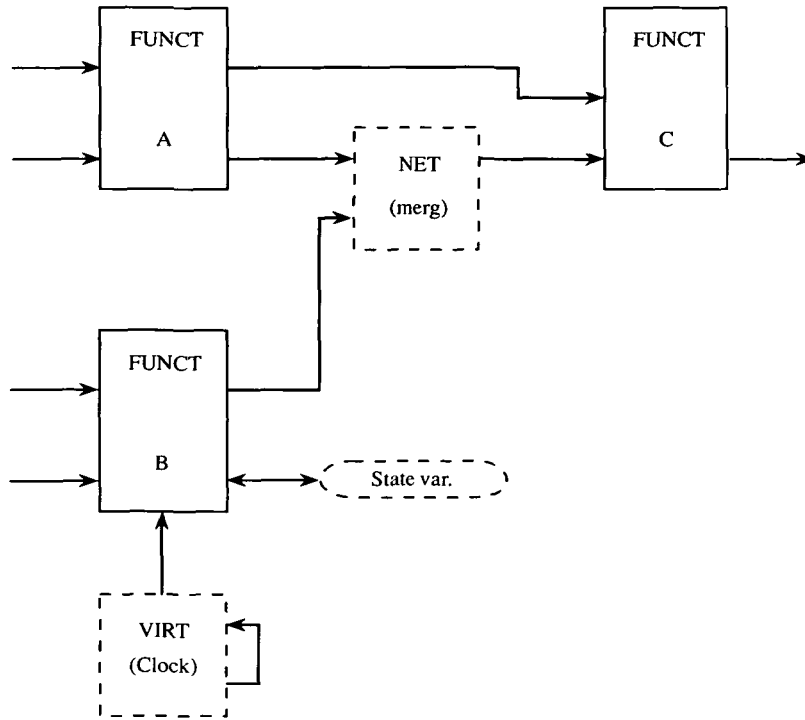 FUNCT
A
FUNCT
C
NET
(merg)
FUNCT
B
State var.
VIRT
(Clock)